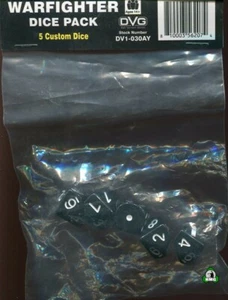 WARFIGHTER
DICE PACK
5 Custom Dice
DVG
Stock Number
DV1-030AY